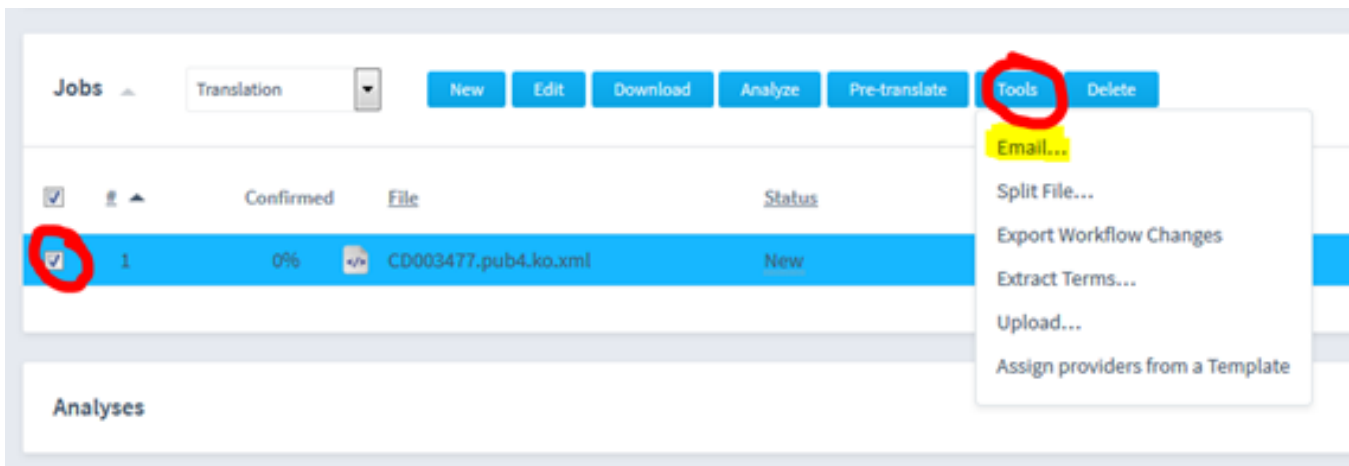 Jobs Translation New Edit Download Analyze Pre-translate Tools Delete
Email...
# Confirmed File Status
Split File...
Export Workflow Changes
1 0% CD003477.pub4.ko.xml New
Extract Terms...
Upload...
Assign providers from a Template
Analyses